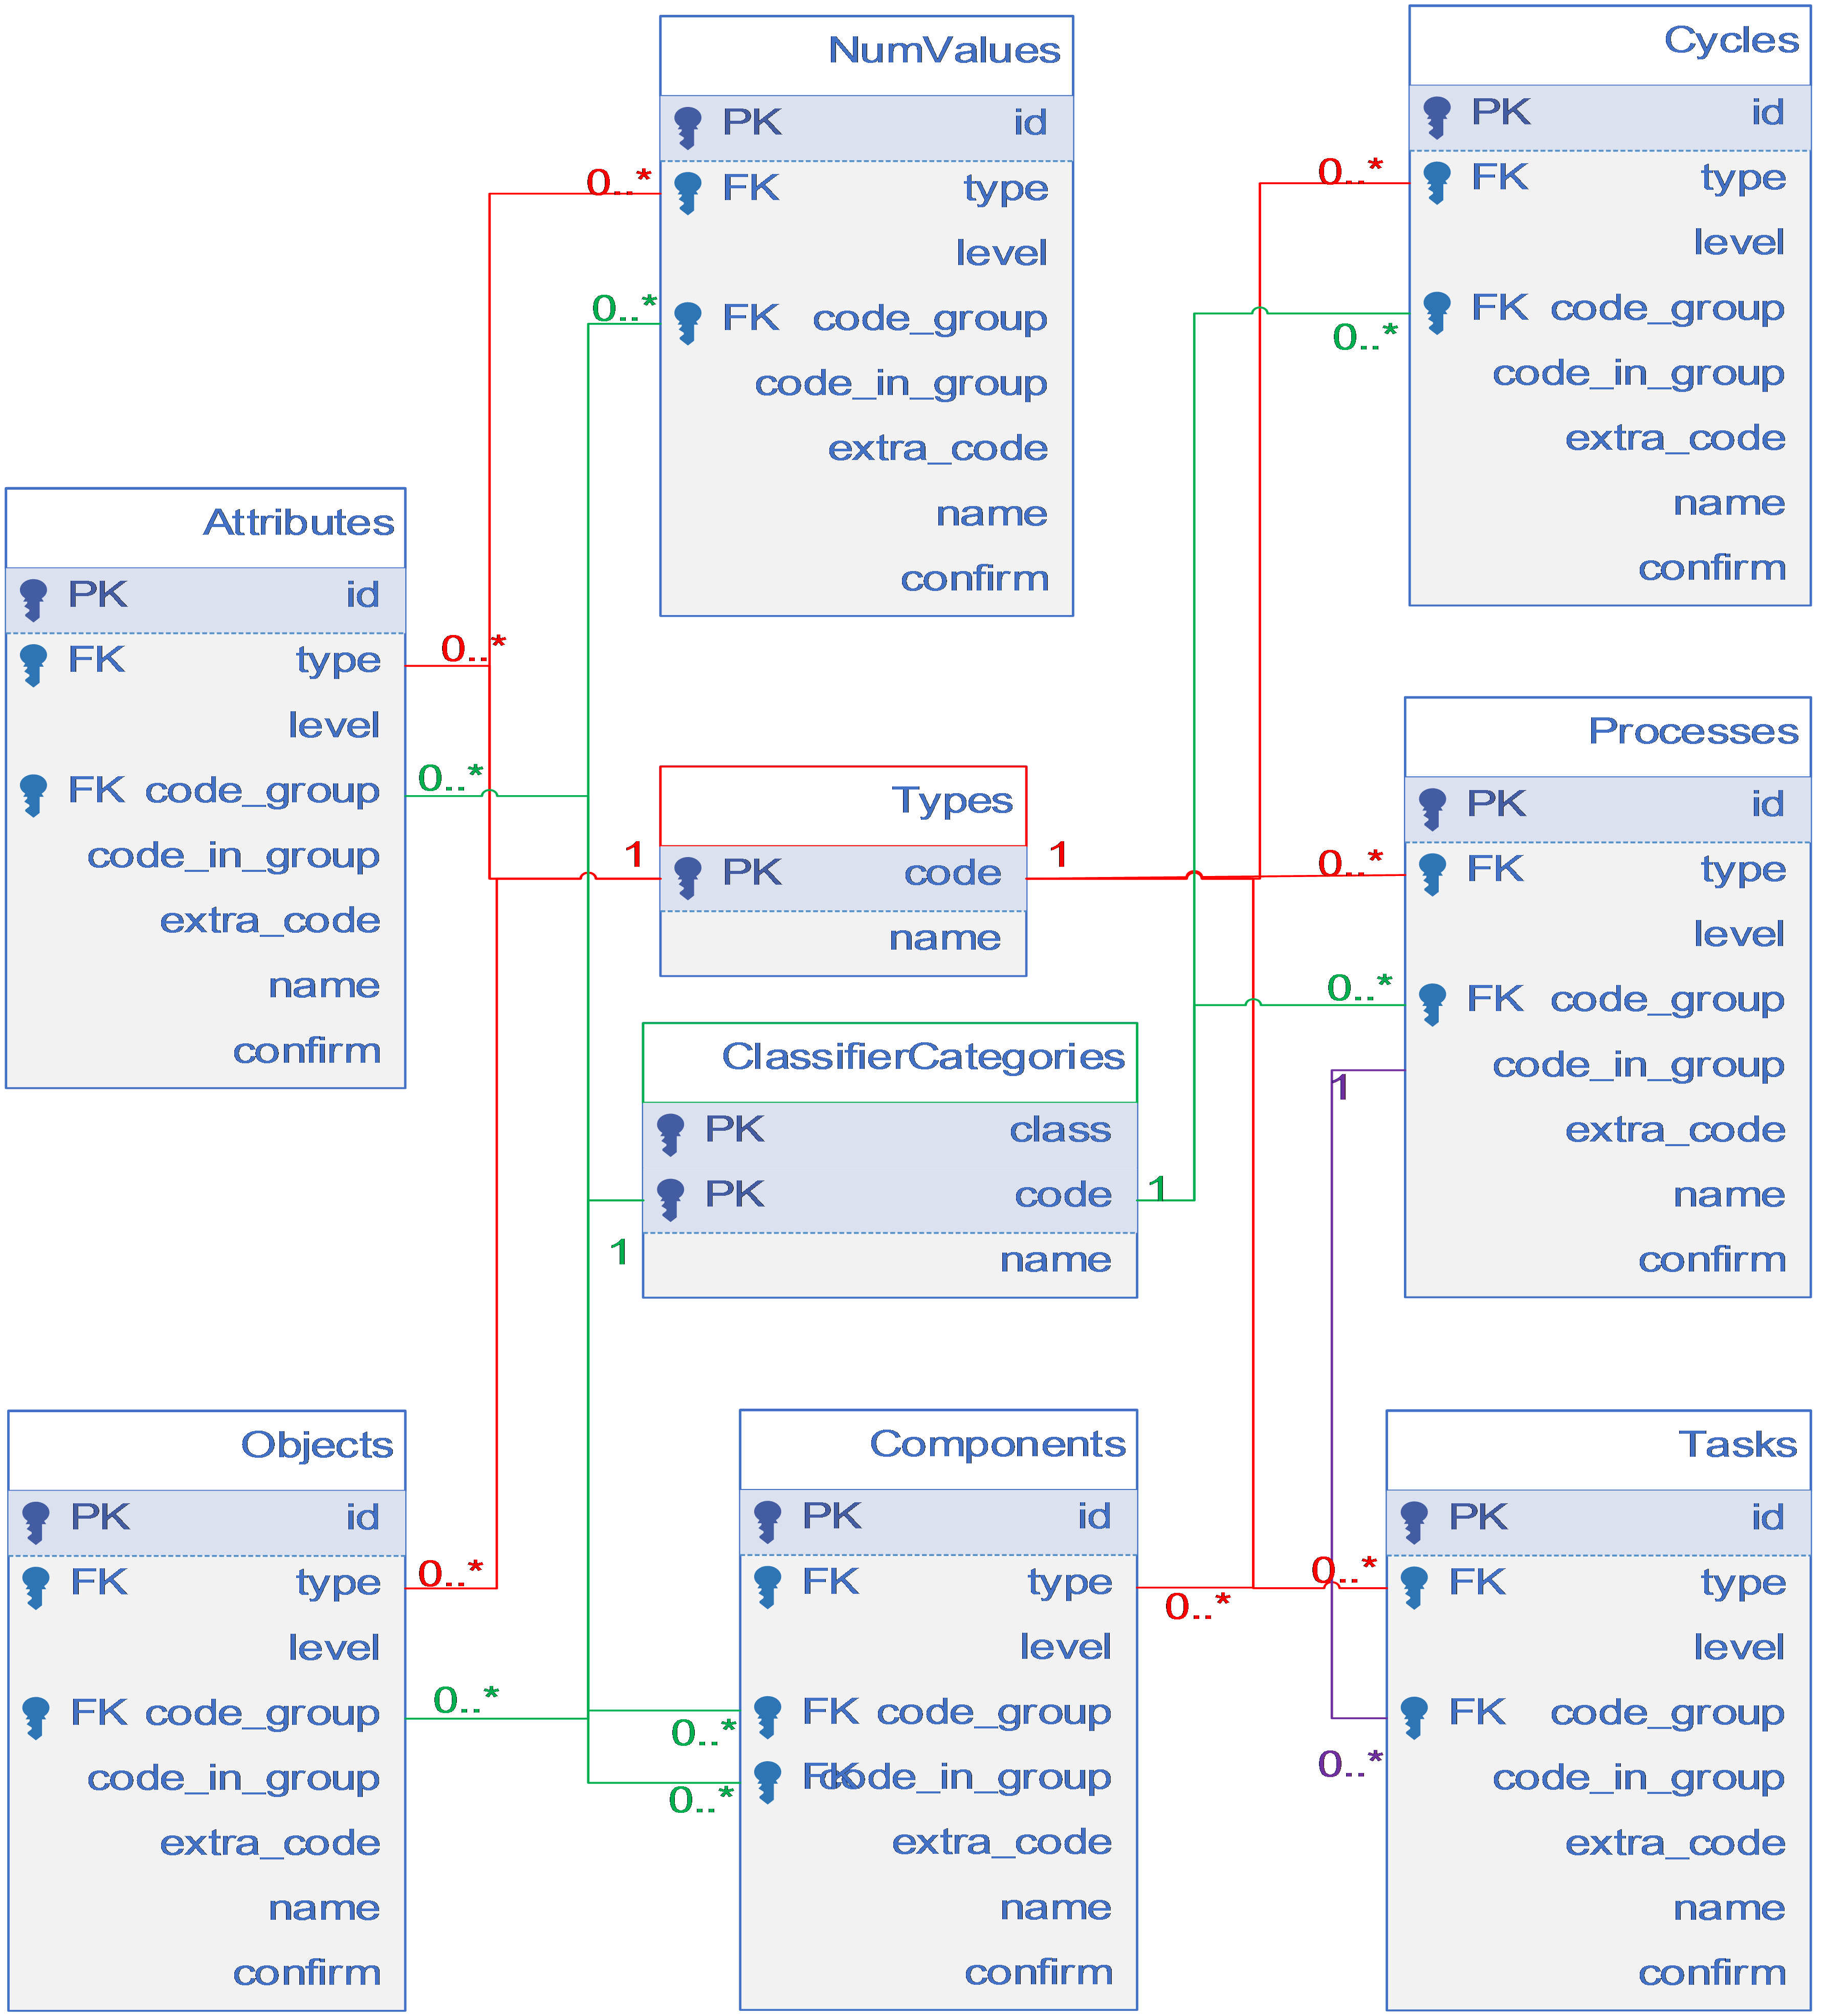 NumValues
PK id
FK type
level
FK code_group
code_in_group
extra_code
name
confirm
Cycles
PK id
FK type
level
FK code_group
code_in_group
extra_code
name
confirm
0..*
0..*
0..*
0..*
Attributes
PK id
FK type
level
FK code_group
code_in_group
extra_code
name
confirm
0..*
0..*
Types
PK code
name
1
1
Processes
PK id
FK type
level
FK code_group
code_in_group
extra_code
name
confirm
0..*
0..*
1
ClassifierCategories
PK class
PK code
name
1
1
Objects
PK id
FK type
level
FK code_group
code_in_group
extra_code
name
confirm
0..*
0..*
Components
PK id
FK type
level
FK code_group
FK code_in_group
extra_code
name
confirm
0..*
0..*
0..*
Tasks
PK id
FK type
level
FK code_group
code_in_group
extra_code
name
confirm
0..*
0..*